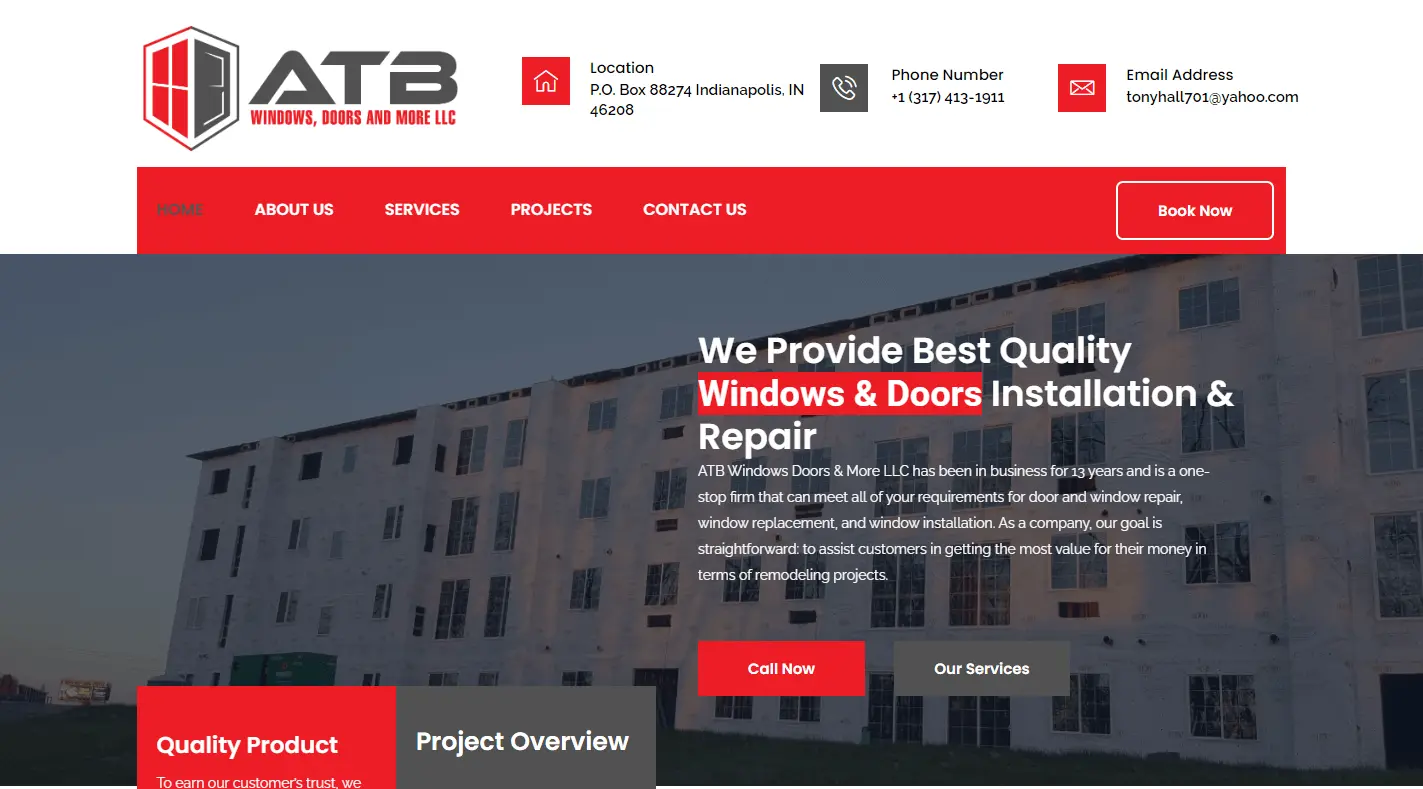 ATB
WINDOWS, DOORS AND MORE LLC
Location
P.O. Box 88274 Indianapolis, IN
46208
Phone Number
+1 (317) 413-1911
Email Address
tonyhall701@yahoo.com
HOME
ABOUT US
SERVICES
PROJECTS
CONTACT US
Book Now
We Provide Best Quality
Windows & Doors Installation &
Repair
ATB Windows Doors & More LLC has been in business for 13 years and is a one-
stop firm that can meet all of your requirements for door and window repair,
window replacement, and window installation. As a company, our goal is
straightforward: to assist customers in getting the most value for their money in
terms of remodeling projects.
Call Now
Our Services
Quality Product
To earn our customer's trust, we
Project Overview